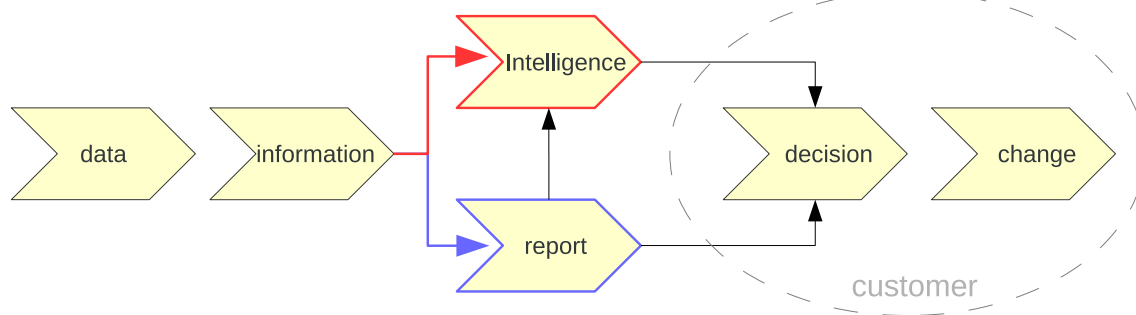 Intelligence
data
information
decision
change
report
customer